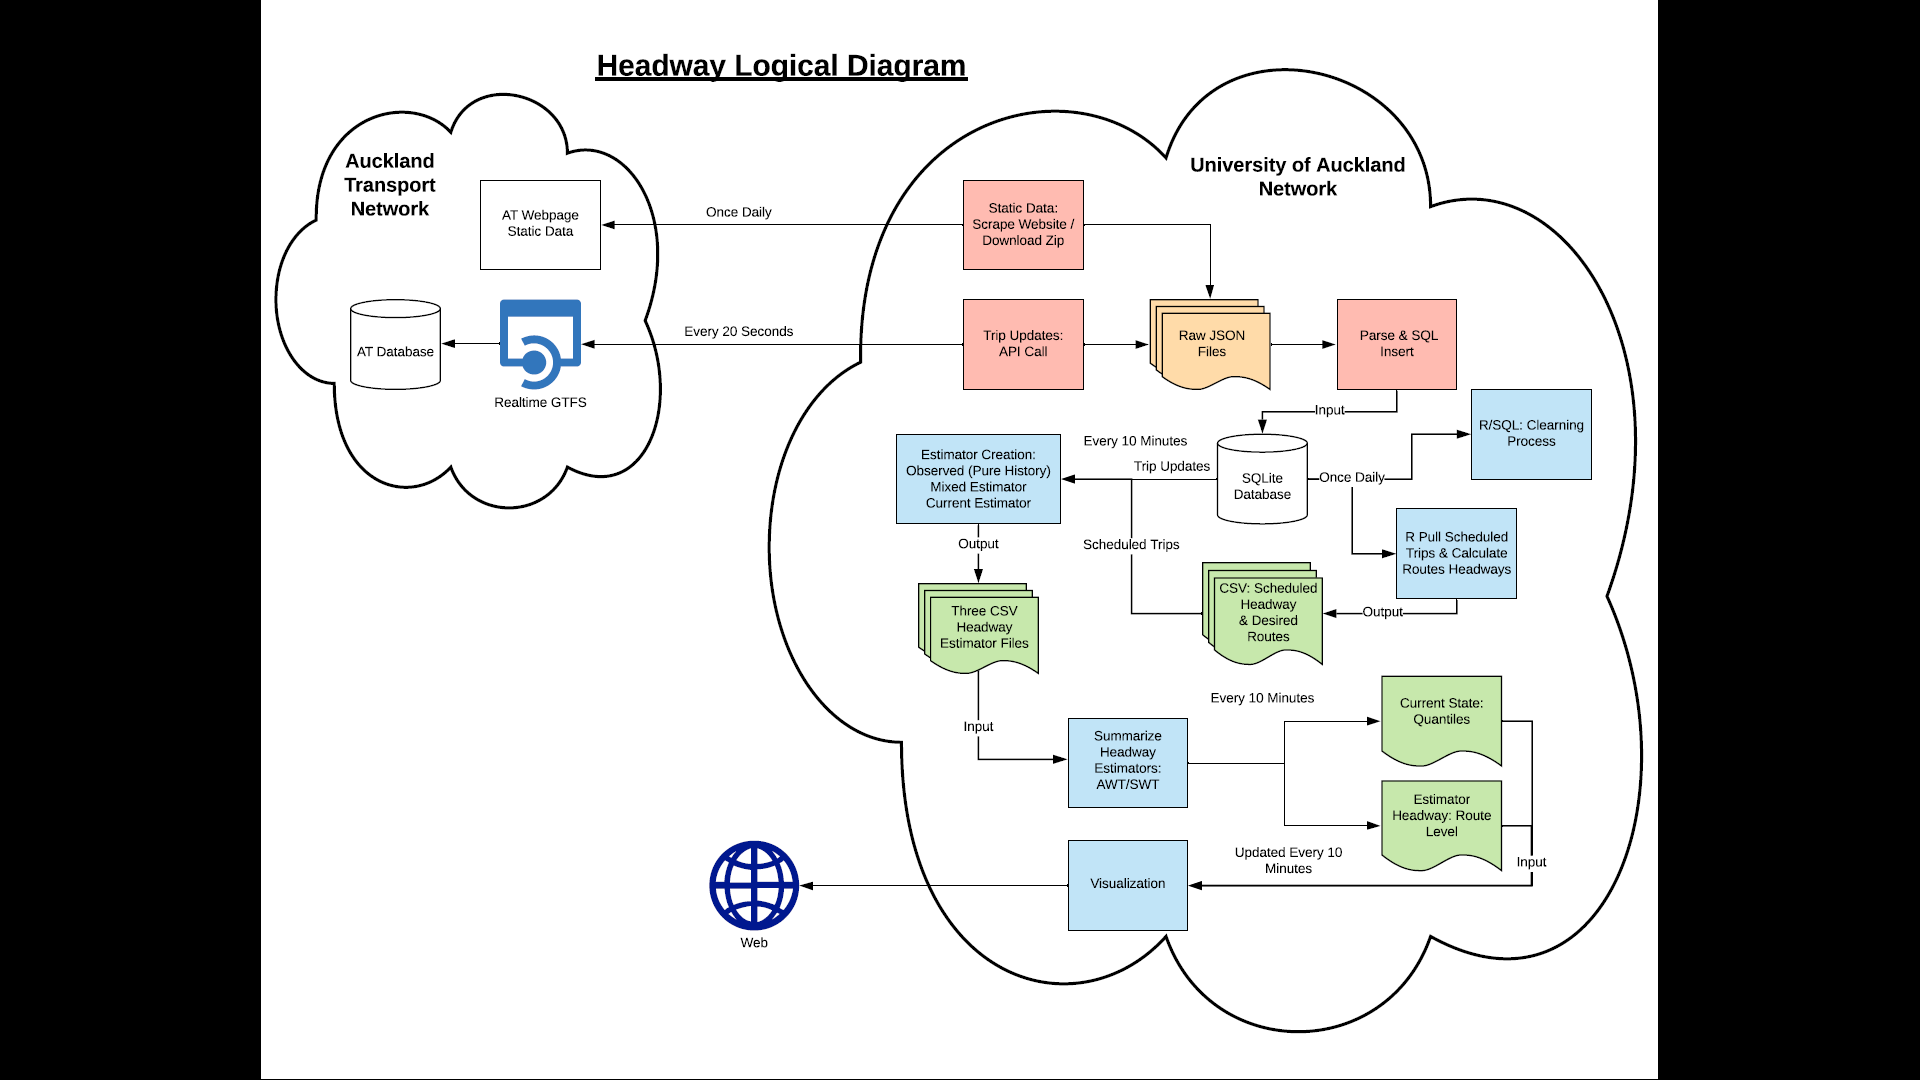 Headway Logical Diagram
Auckland
Transport
Network
University of Auckland
Network
AT Webpage
Static Data
Once Daily
Static Data:
Scrape Website /
Download Zip
AT Database
Realtime GTFS
Every 20 Seconds
Trip Updates:
API Call
Raw JSON
Files
Parse & SQL
Insert
Input
R/SQL: Clearning
Process
Estimator Creation:
Observed (Pure History)
Mixed Estimator
Current Estimator
Every 10 Minutes
Trip Updates
SQLite
Database
Once Daily
Output
Scheduled Trips
R Pull Scheduled
Trips & Calculate
Routes Headways
Three CSV
Headway
Estimator Files
CSV: Scheduled
Headway
& Desired
Routes
Output
Input
Summarize
Headway
Estimators:
AWT/SWT
Every 10 Minutes
Current State:
Quantiles
Estimator
Headway: Route
Level
Input
Updated Every 10
Minutes
Visualization
Web